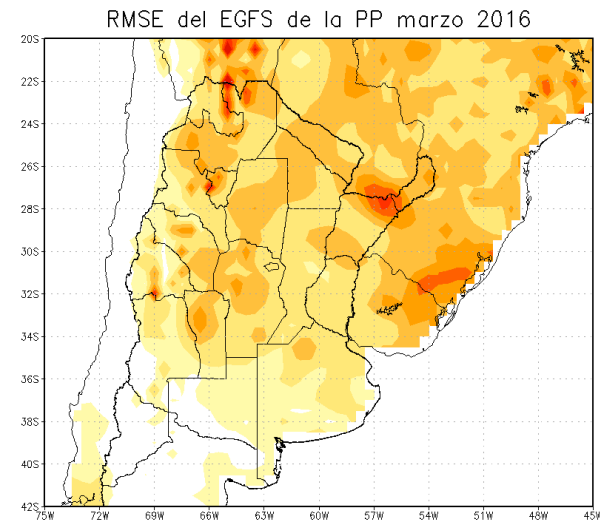 RMSE del EGFS de la PP marzo 2016
20S
22S
24S
26S
28S
30S
32S
34S
36S
38S
40S
42S
75W 72W 69W 66W 63W 60W 57W 54W 51W 48W 45W